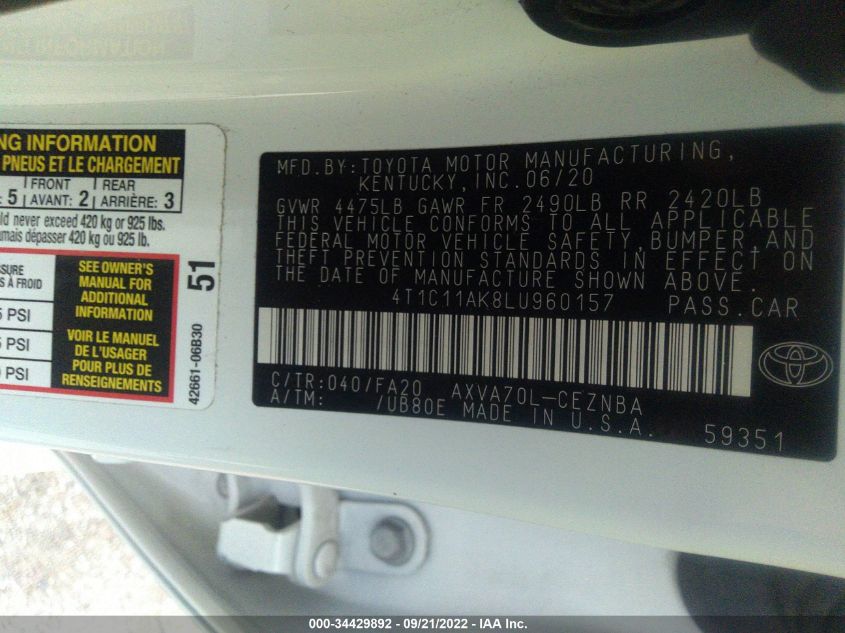 NG INFORMATION
PNEUS ET LE CHARGEMENT
5 FRONT AVANT: 2 REAR ARRIÈRE: 3
never exceed 420 kg or 925 lbs.
dépasser 420 kg ou 925 lb.
À FROID
PSI
PSI
PSI
SEE OWNER'S
MANUAL FOR
ADDITIONAL
INFORMATION
VOIR LE MANUEL
DE L'USAGER
POUR PLUS DE
RENSEIGNEMENTS
51
42661-06B30
MFD.BY:TOYOTA MOTOR MANUFACTURING,
KENTUCKY,INC.06/20
GVWR 4475LB GAWR FR 2490LB RR 2420LB
THIS VEHICLE CONFORMS TO ALL APPLICABLE
FEDERAL MOTOR VEHICLE SAFETY,BUMPER,AND
THEFT PREVENTION STANDARDS IN EFFECT ON
THE DATE OF MANUFACTURE SHOWN ABOVE.
4T1C11AK8LU960157 PASS.CAR
C/TR:040/FA20 AXVA70L-CEZNBA
A/TM: /UB80E MADE IN U.S.A.
59351
000-34429892 - 09/21/2022 - IAA Inc.